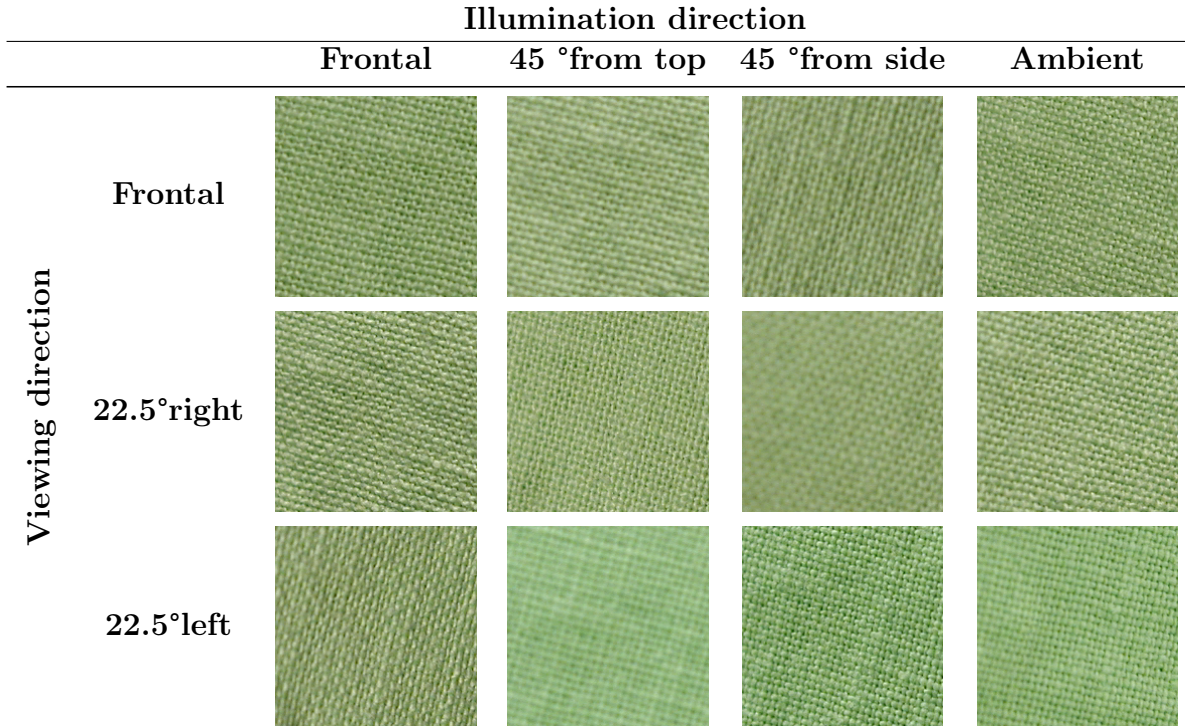 Illumination direction
Frontal 45 °from top 45 °from side Ambient
Viewing direction
Frontal
22.5°right
22.5°left